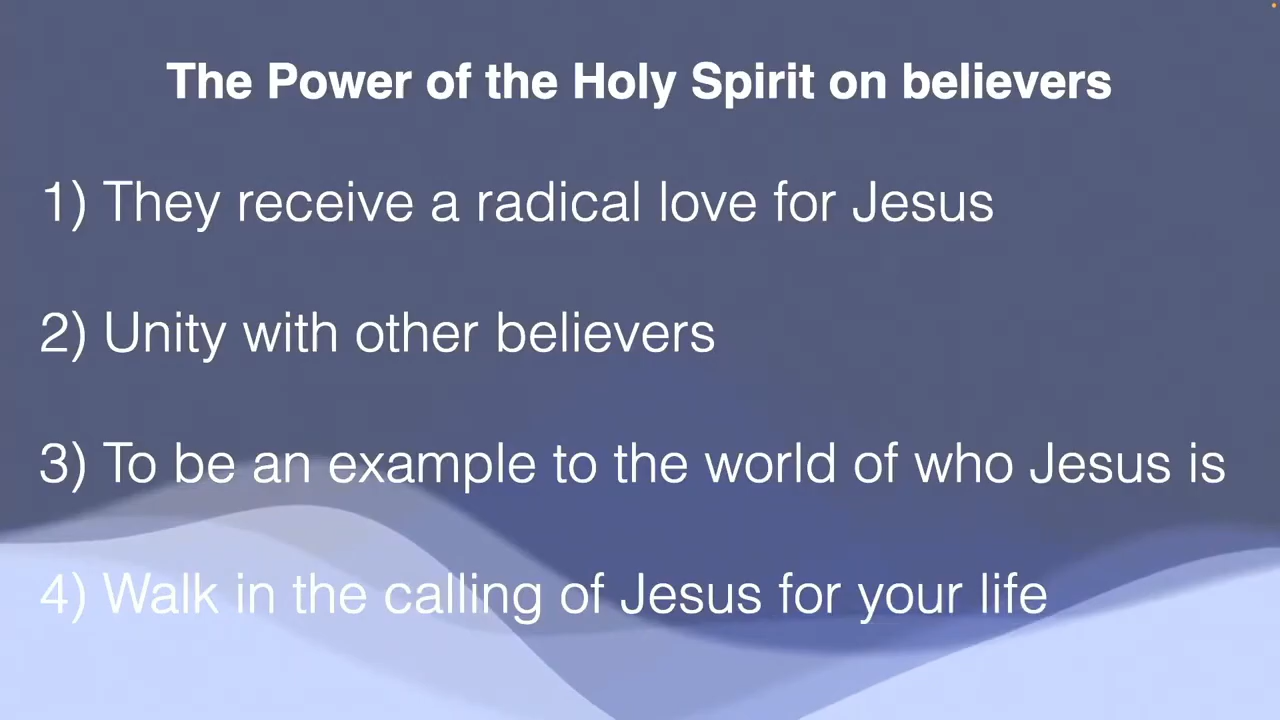 The Power of the Holy Spirit on believers
1) They receive a radical love for Jesus
2) Unity with other believers
3) To be an example to the world of who Jesus is
4) Walk in the calling of Jesus for your life